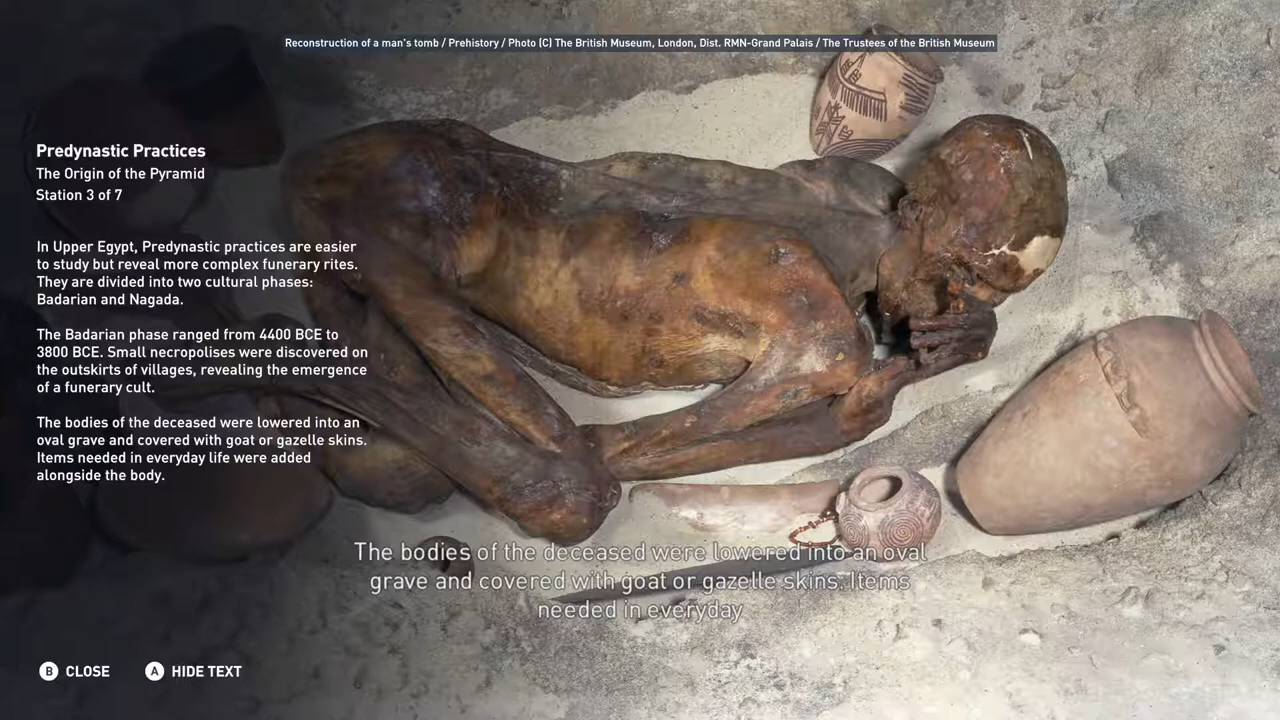 Reconstruction of a man's tomb / Prehistory / Photo (C) The British Museum, London, Dist. RMN-Grand Palais / The Trustees of the British Museum
Predynastic Practices
The Origin of the Pyramid
Station 3 of 7
In Upper Egypt, Predynastic practices are easier
to study but reveal more complex funerary rites.
They are divided into two cultural phases:
Badarian and Nagada.
The Badarian phase ranged from 4400 BCE to
3800 BCE. Small necropolises were discovered on
the outskirts of villages, revealing the emergence
of a funerary cult.
The bodies of the deceased were lowered into an
oval grave and covered with goat or gazelle skins.
Items needed in everyday life were added
alongside the body.
The bodies of the deceased were lowered into an oval
grave and covered with goat or gazelle skins. Items
needed in everyday
B CLOSE
A HIDE TEXT